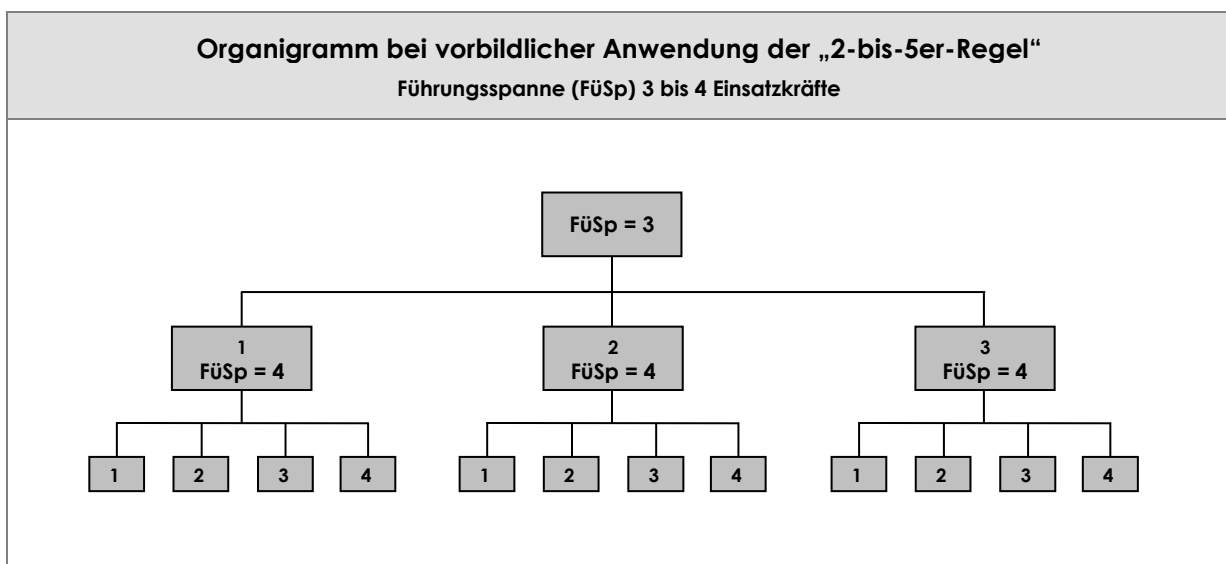 Organigramm bei vorbildlicher Anwendung der „2-bis-5er-Regel“
Führungsspanne (FüSp) 3 bis 4 Einsatzkräfte
FüSp = 3
1
FüSp = 4
2
FüSp = 4
3
FüSp = 4
1 2 3 4 1 2 3 4 1 2 3 4